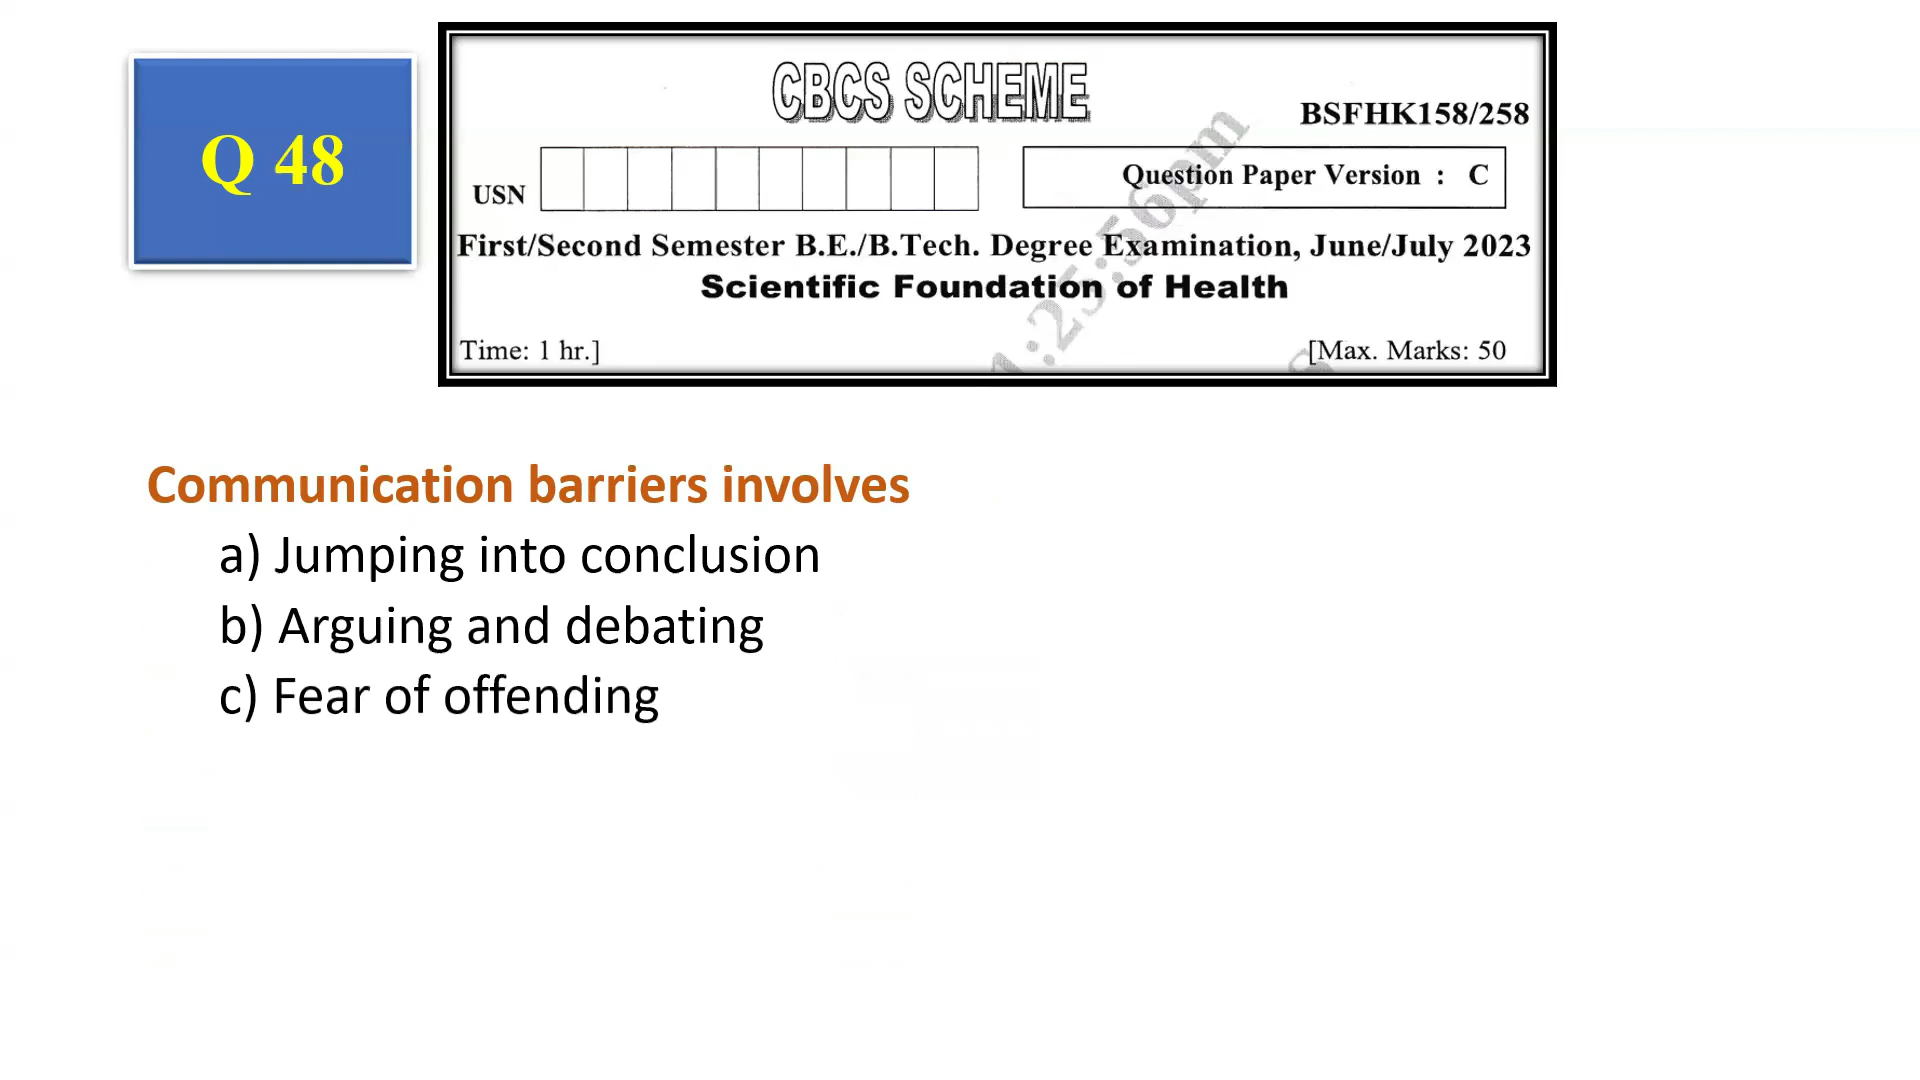 Q 48
CBCS SCHEME
BSFHK158/258
USN
Question Paper Version : C
First/Second Semester B.E./B.Tech. Degree Examination, June/July 2023
Scientific Foundation of Health
Time: 1 hr.]
[Max. Marks: 50
Communication barriers involves
a) Jumping into conclusion
b) Arguing and debating
c) Fear of offending